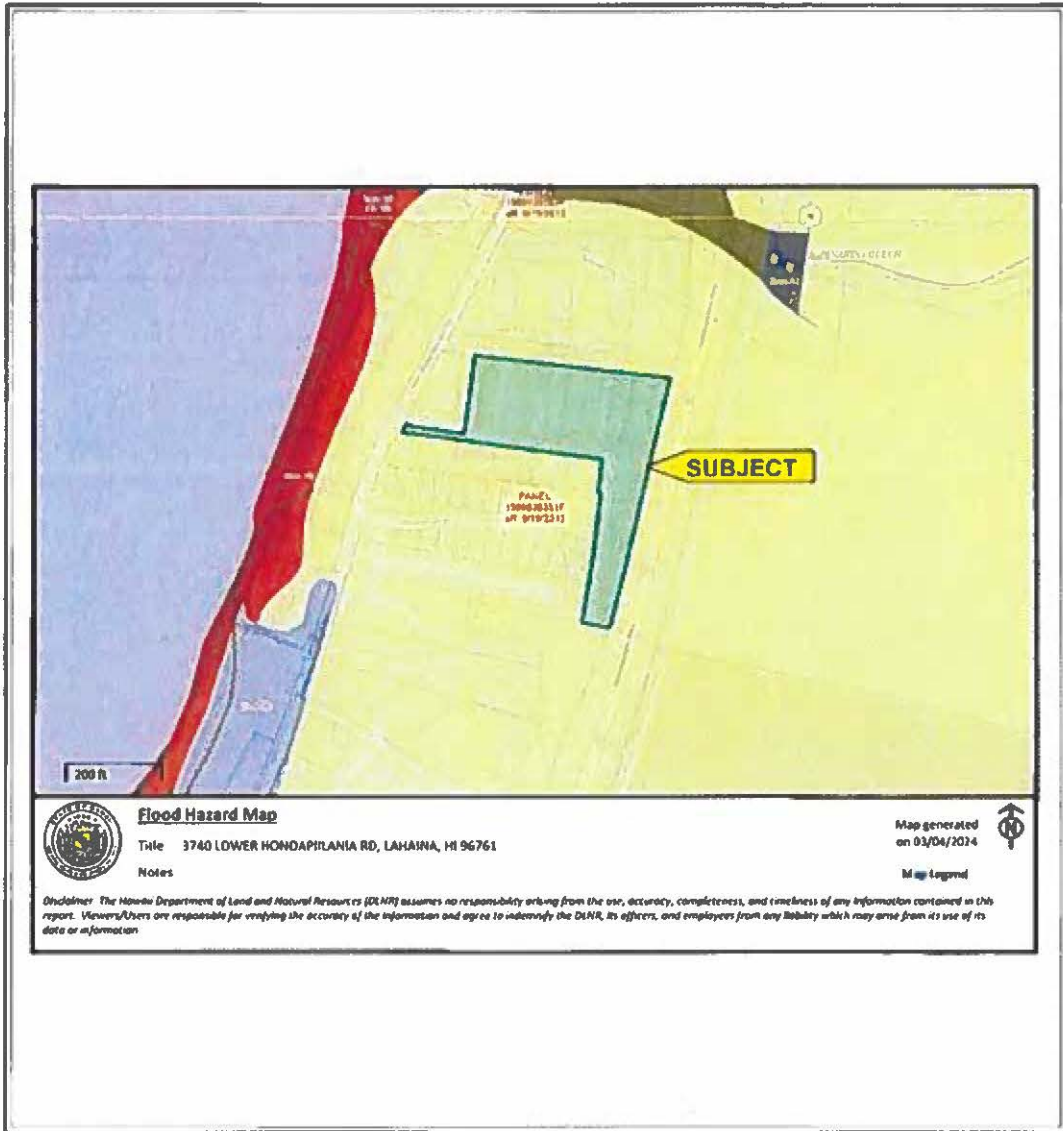 SUBJECT
PANEL
200 ft
Flood Hazard Map
Title 3740 LOWER HONOAPIILANIA RD, LAHAINA, HI 96761
Notes
Map generated
on 03/04/2024
N
Map Legend
Disclaimer The Hawaii Department of Land and Natural Resources (DLNR) assumes no responsibility arising from the use, accuracy, completeness, and timeliness of any information contained in this
report. Viewers/Users are responsible for verifying the accuracy of the information and agree to indemnify the DLNR, its officers, and employees from any liability which may arise from its use of its
data or information